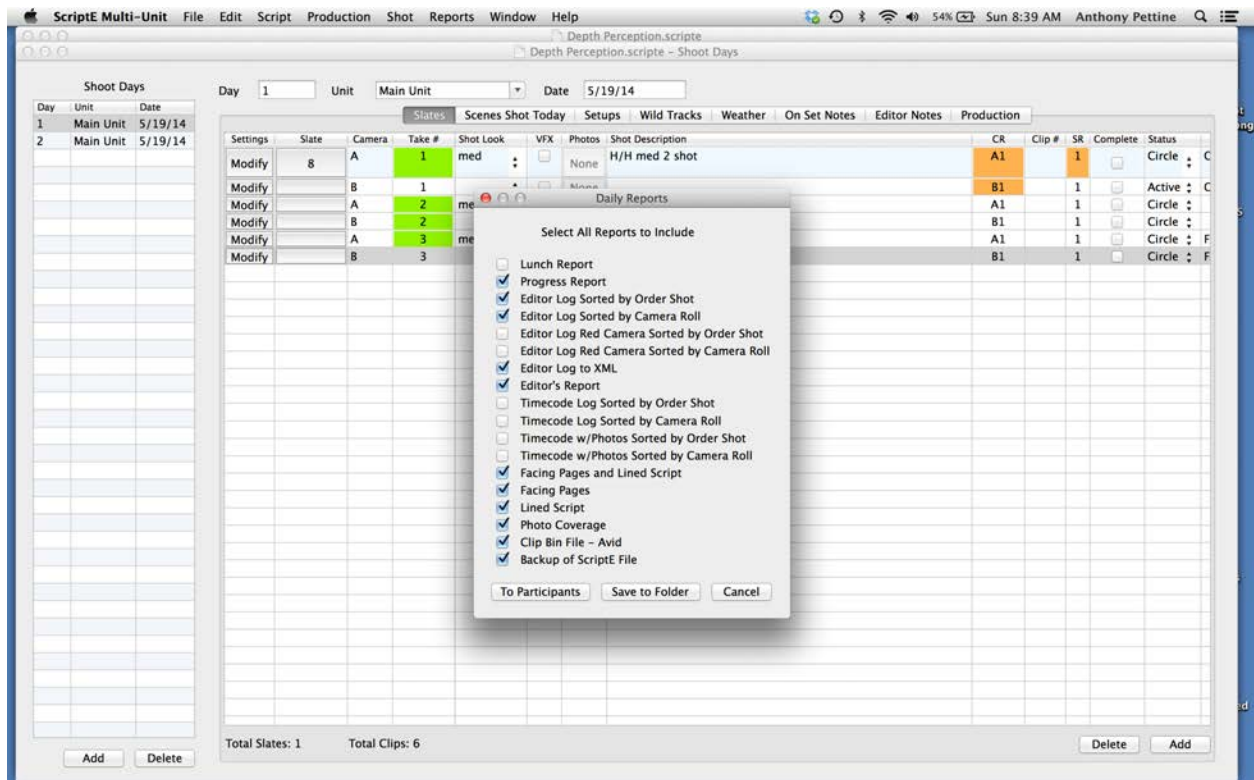 ScriptE Multi-Unit File Edit Script Production Shot Reports Window Help 54% Sun 8:39 AM Anthony Pettine
Depth Perception.scripte
Depth Perception.scripte – Shoot Days
Shoot Days
Day Unit Date
1 Main Unit 5/19/14
2 Main Unit 5/19/14
Add Delete
Day 1 Unit Main Unit Date 5/19/14
Slates Scenes Shot Today Setups Wild Tracks Weather On Set Notes Editor Notes Production
Settings Slate Camera Take # Shot Look VFX Photos Shot Description CR Clip # SR Complete Status
Modify 8 A 1 med None H/H med 2 shot A1 1 Circle C
Modify B 1 None B1 1 Active C
Modify A 2 me A1 1 Circle
Modify B 2 B1 1 Circle
Modify A 3 me A1 1 Circle F
Modify B 3 B1 1 Circle F
Daily Reports
Select All Reports to Include
Lunch Report
Progress Report
Editor Log Sorted by Order Shot
Editor Log Sorted by Camera Roll
Editor Log Red Camera Sorted by Order Shot
Editor Log Red Camera Sorted by Camera Roll
Editor Log to XML
Editor's Report
Timecode Log Sorted by Order Shot
Timecode Log Sorted by Camera Roll
Timecode w/Photos Sorted by Order Shot
Timecode w/Photos Sorted by Camera Roll
Facing Pages and Lined Script
Facing Pages
Lined Script
Photo Coverage
Clip Bin File – Avid
Backup of ScriptE File
To Participants Save to Folder Cancel
Total Slates: 1 Total Clips: 6 Delete Add